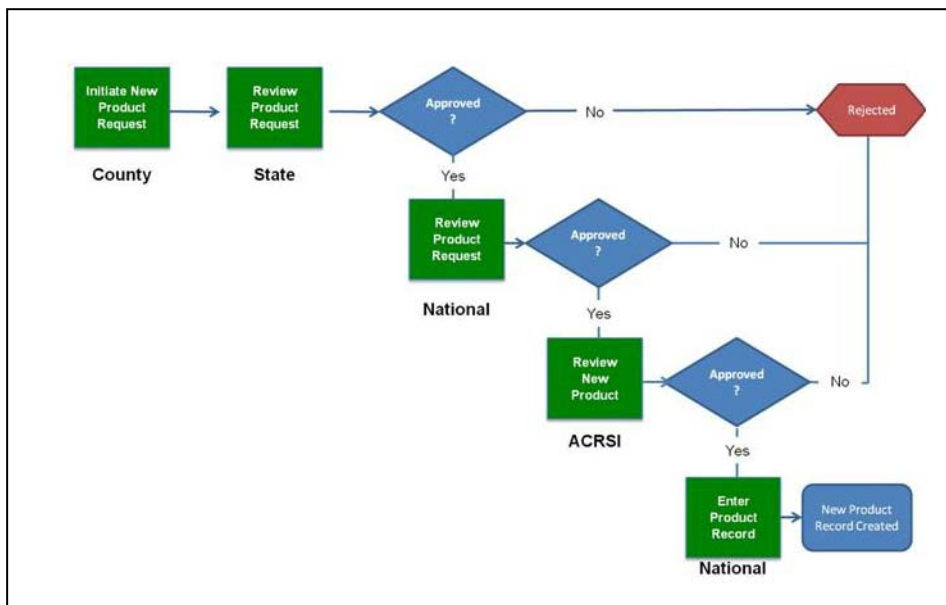 Initiate New
Product
Request
County
Review
Product
Request
State
Approved
?
No
Rejected
Yes
Review
Product
Request
National
Approved
?
No
Yes
Review
New
Product
ACRSI
Approved
?
No
Yes
Enter
Product
Record
National
New Product
Record Created